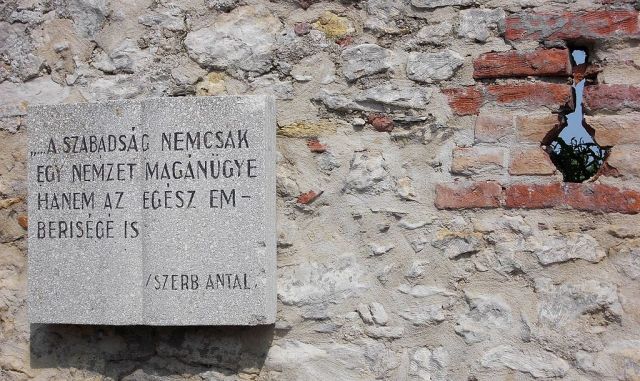 „A SZABADSÁG NEMCSAK
EGY NEMZET MAGÁNÜGYE
HANEM AZ EGÉSZ EM-
BERISÉGÉ IS
/SZERB ANTAL/